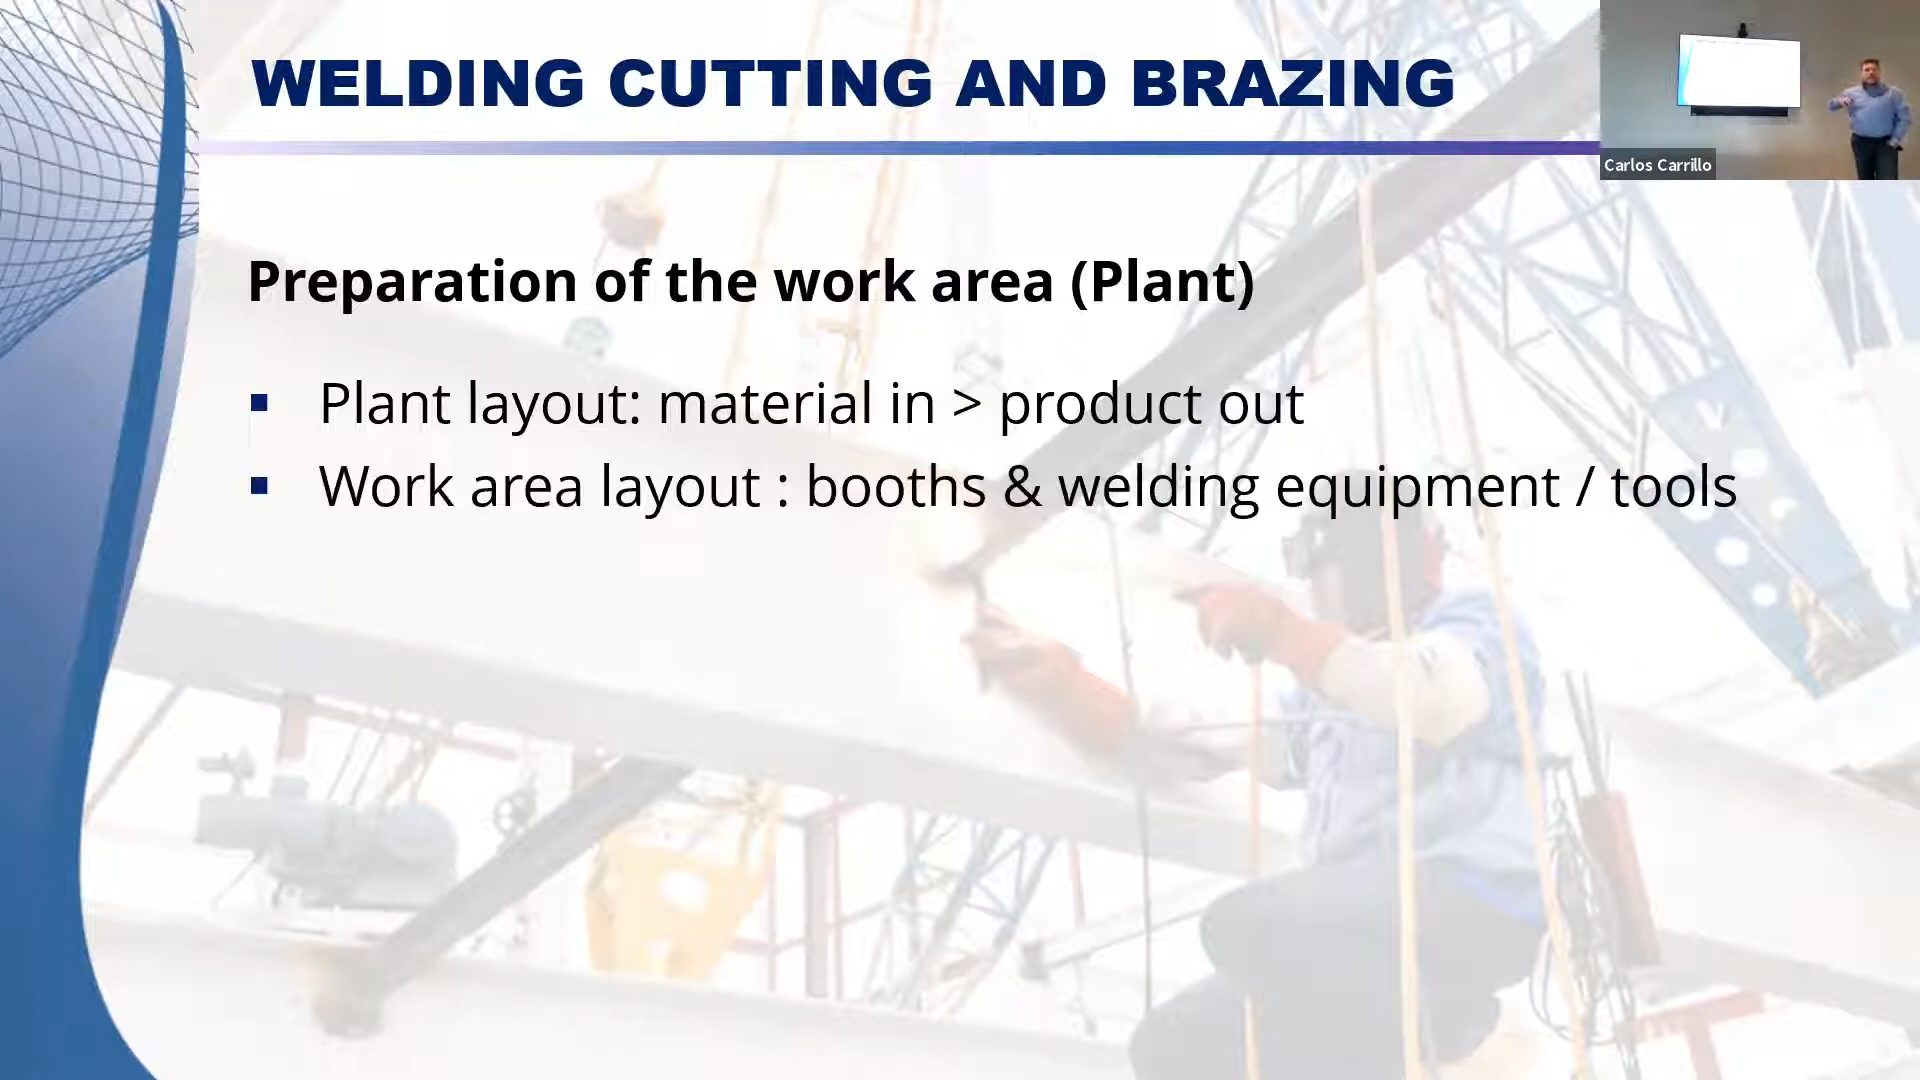 WELDING CUTTING AND BRAZING
Carlos Carrillo
Preparation of the work area (Plant)
▪ Plant layout: material in > product out
▪ Work area layout : booths & welding equipment / tools